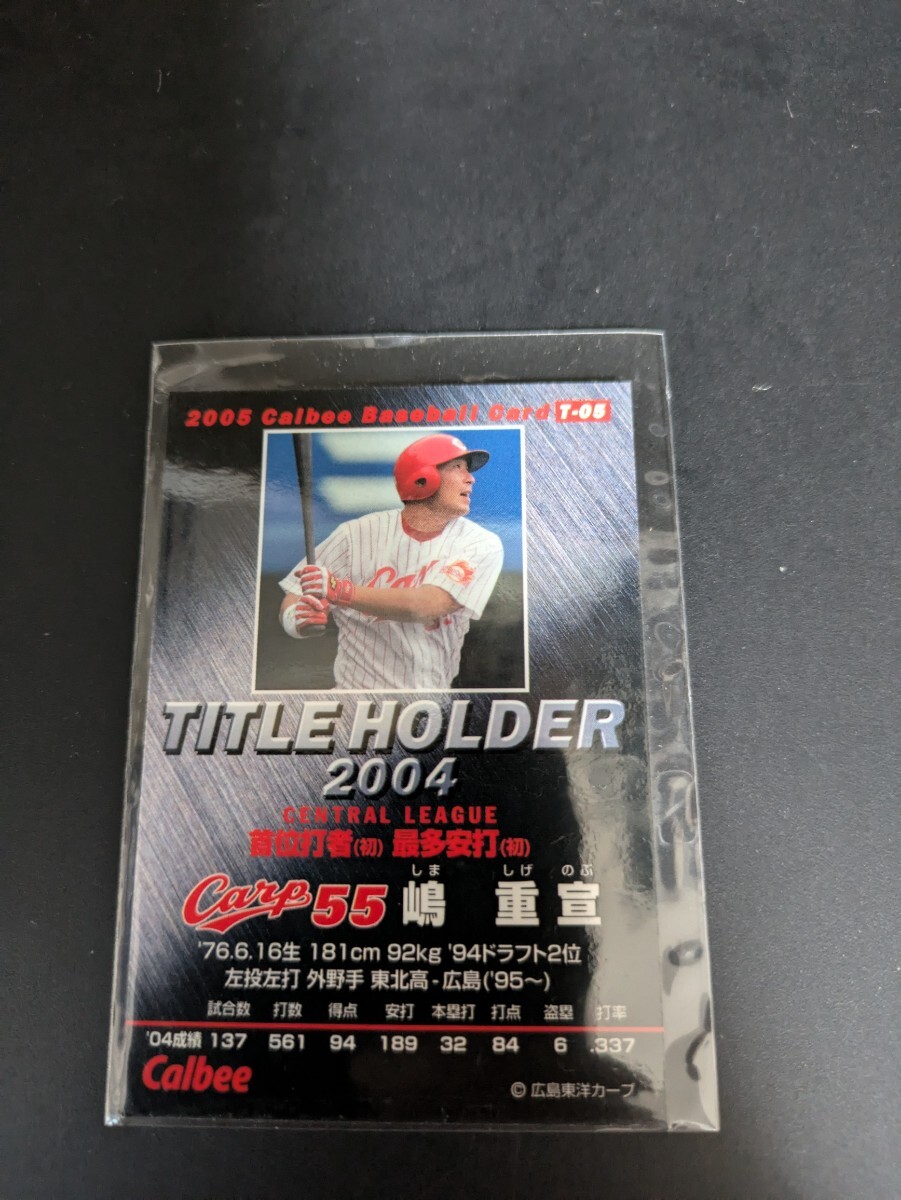 2005 Calbee Baseball Card T-05
Carp
TITLE HOLDER
2004
CENTRAL LEAGUE
首位打者(初) 最多安打(初)
しま しげ のぶ
Carp 55 嶋 重宣
'76.6.16生 181cm 92kg '94ドラフト2位
左投左打 外野手 東北高-広島('95〜)
試合数 打数 得点 安打 本塁打 打点 盗塁 打率
'04成績 137 561 94 189 32 84 6 .337
Calbee
© 広島東洋カープ